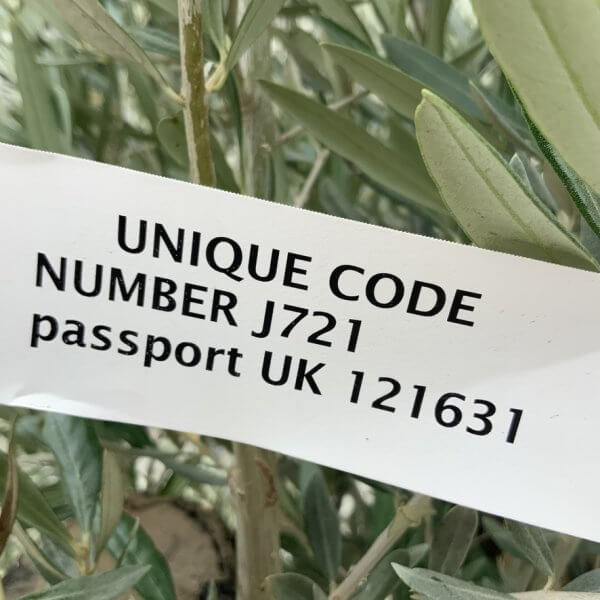 UNIQUE CODE
NUMBER J721
passport UK 121631